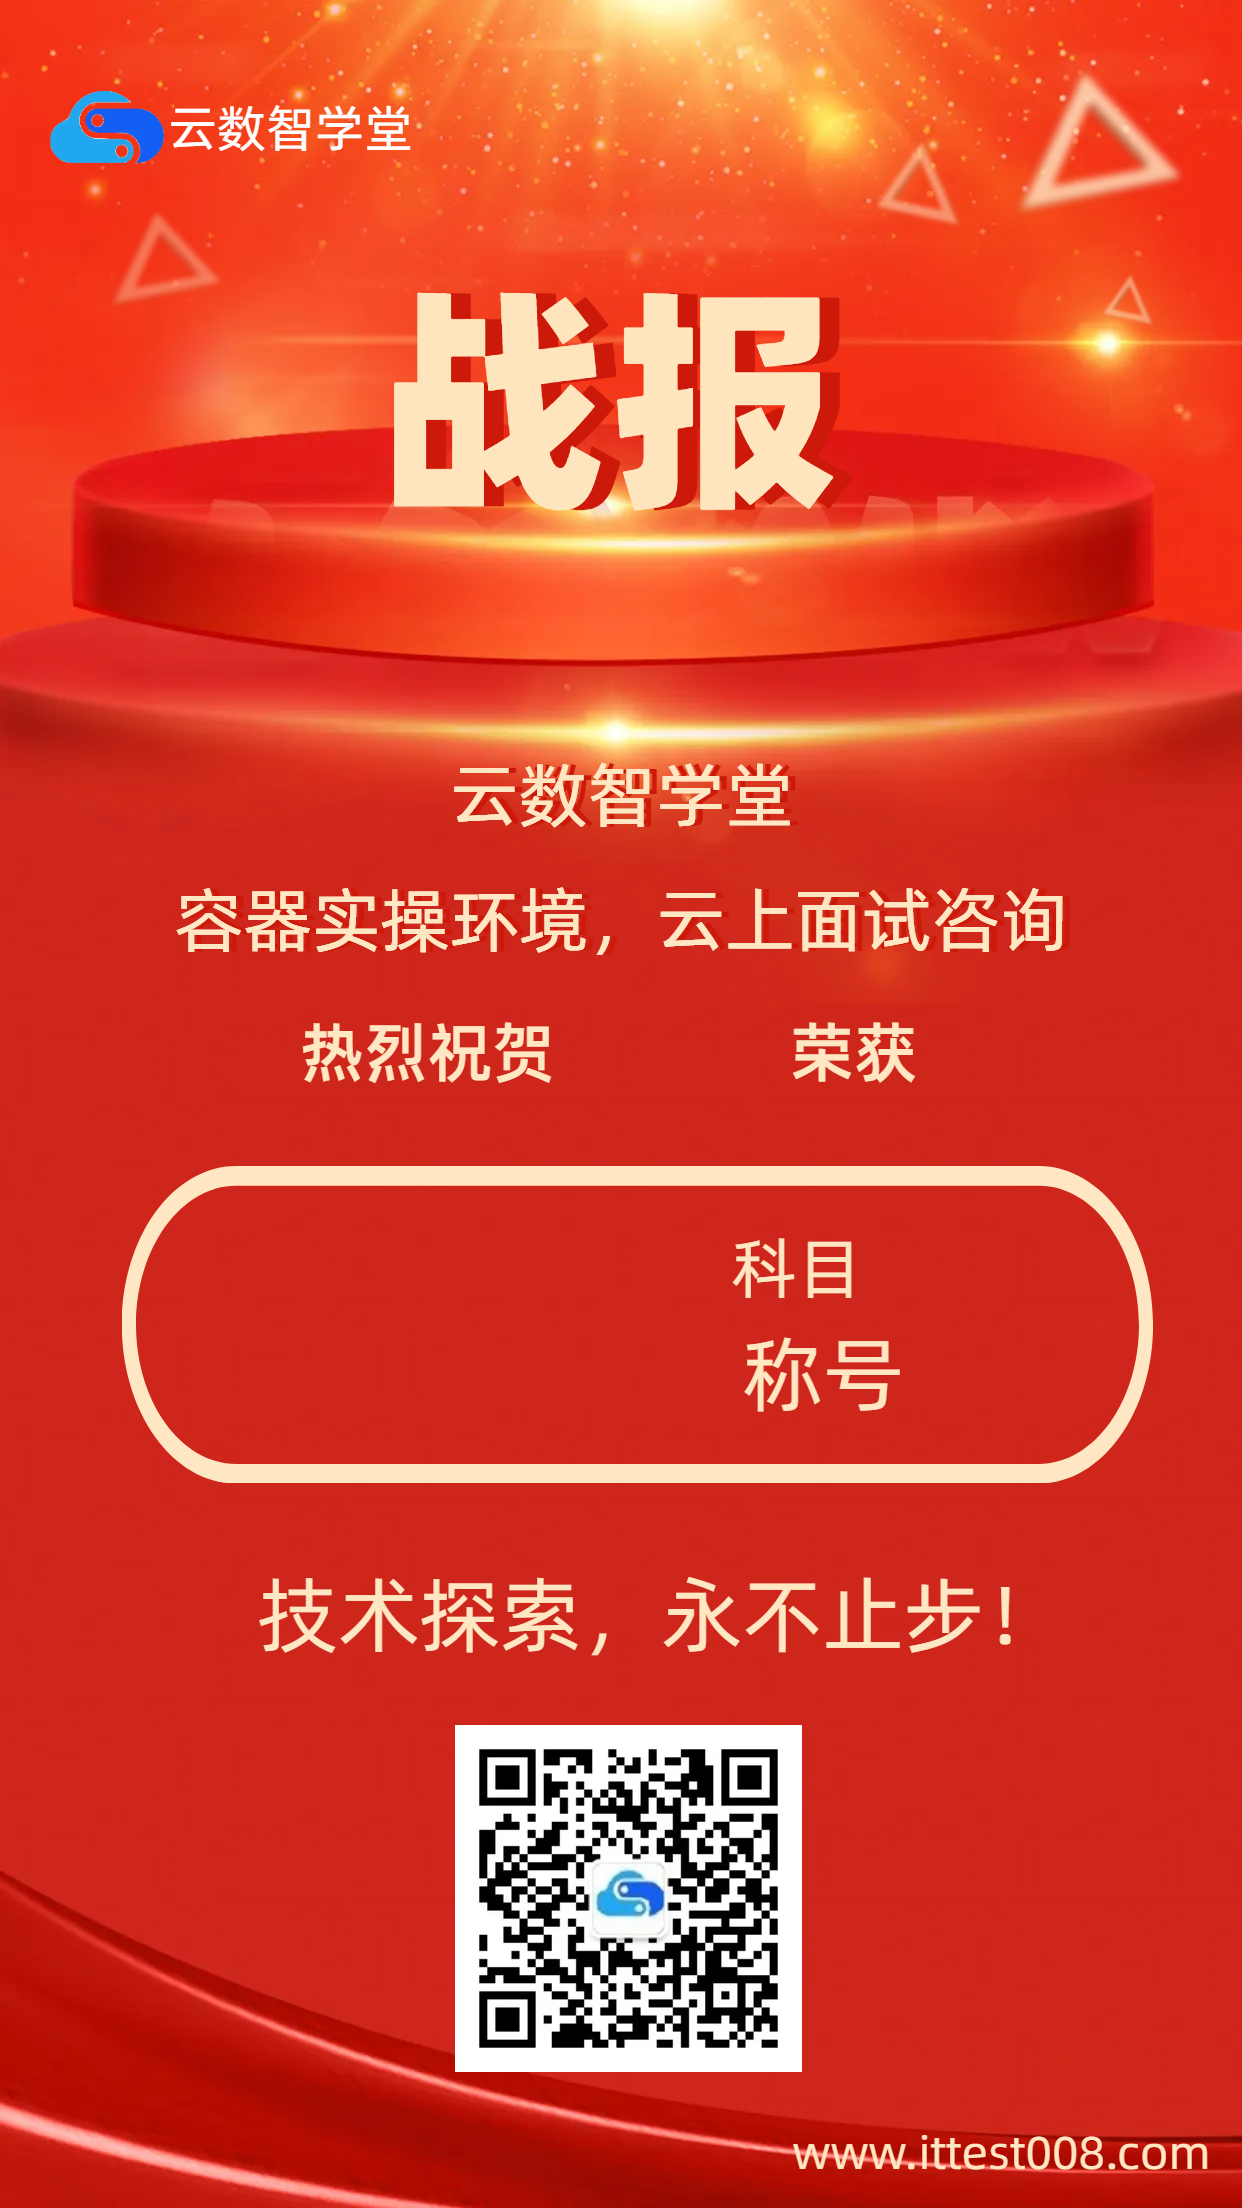 云数智学堂
战报
云数智学堂
容器实操环境，云上面试咨询
热烈祝贺 荣获
科目
称号
技术探索，永不止步！
www.ittest008.com